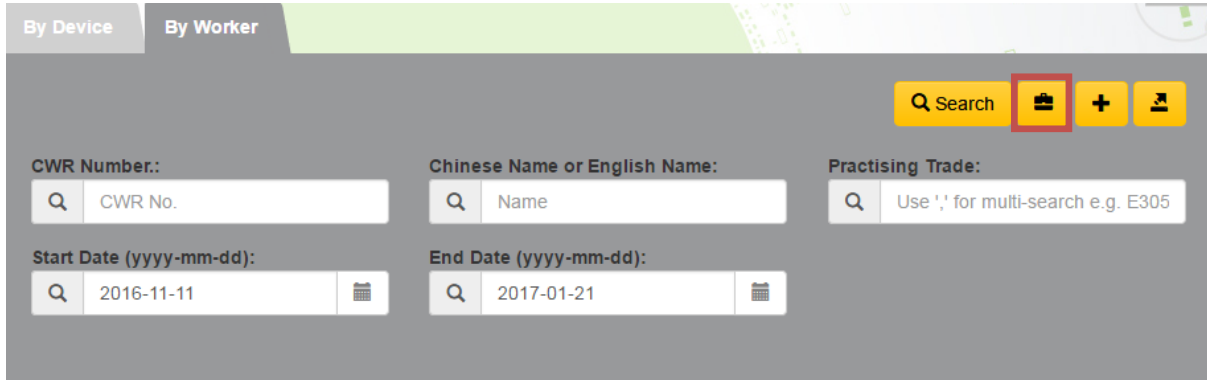 By Device By Worker
Search
CWR Number.: Chinese Name or English Name: Practising Trade:
CWR No. Name Use ',' for multi-search e.g. E305
Start Date (yyyy-mm-dd): End Date (yyyy-mm-dd):
2016-11-11 2017-01-21